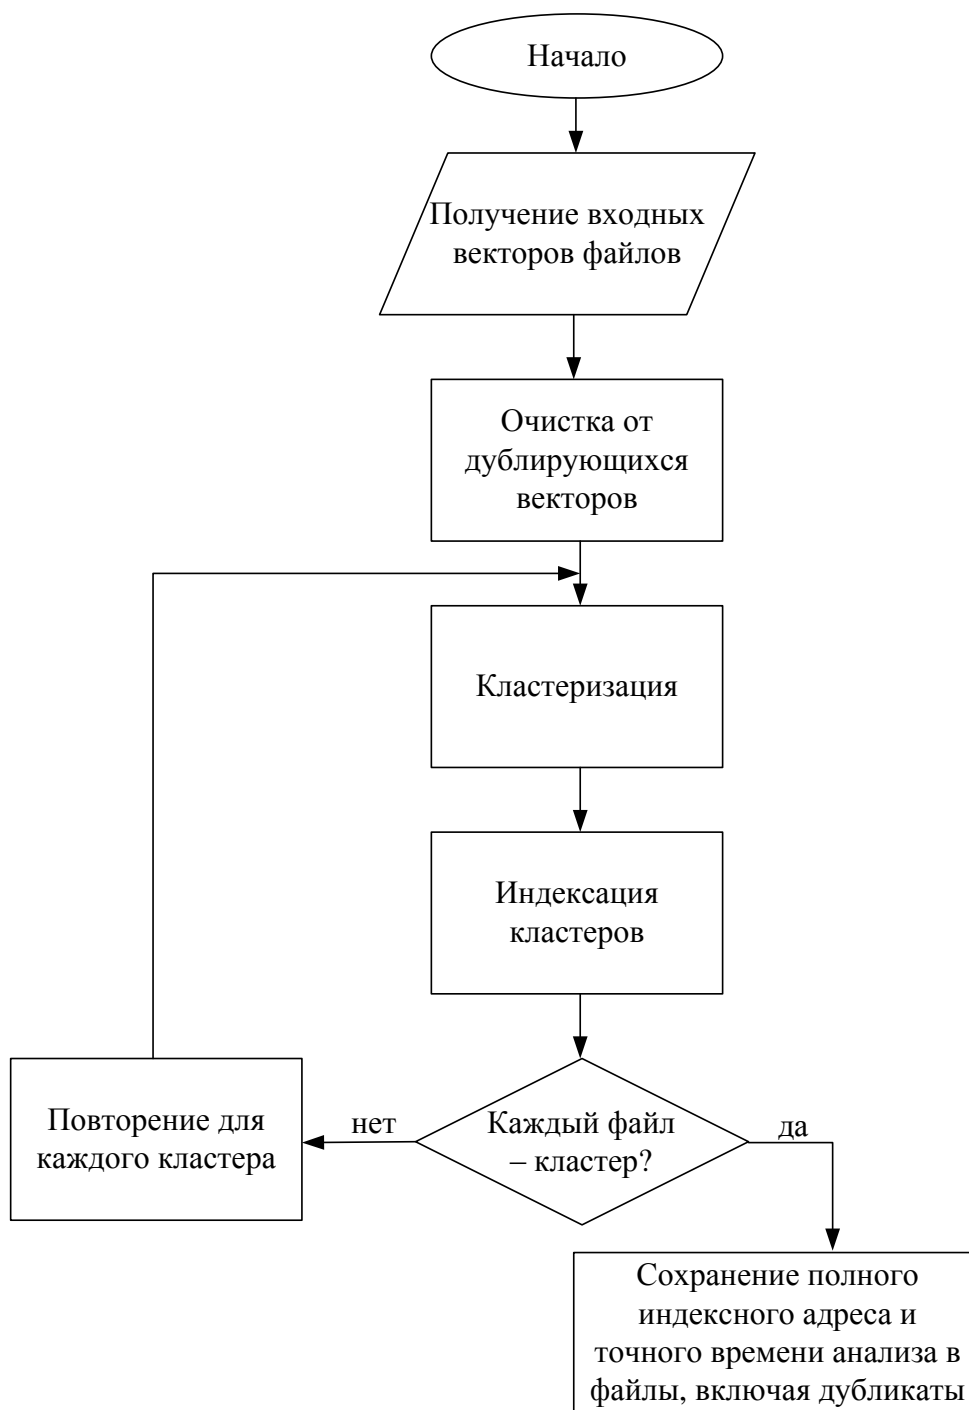 Начало
Получение входных
векторов файлов
Очистка от
дублирующихся
векторов
Кластеризация
Индексация
кластеров
Каждый файл
– кластер?
нет
да
Повторение для
каждого кластера
Сохранение полного
индексного адреса и
точного времени анализа в
файлы, включая дубликаты